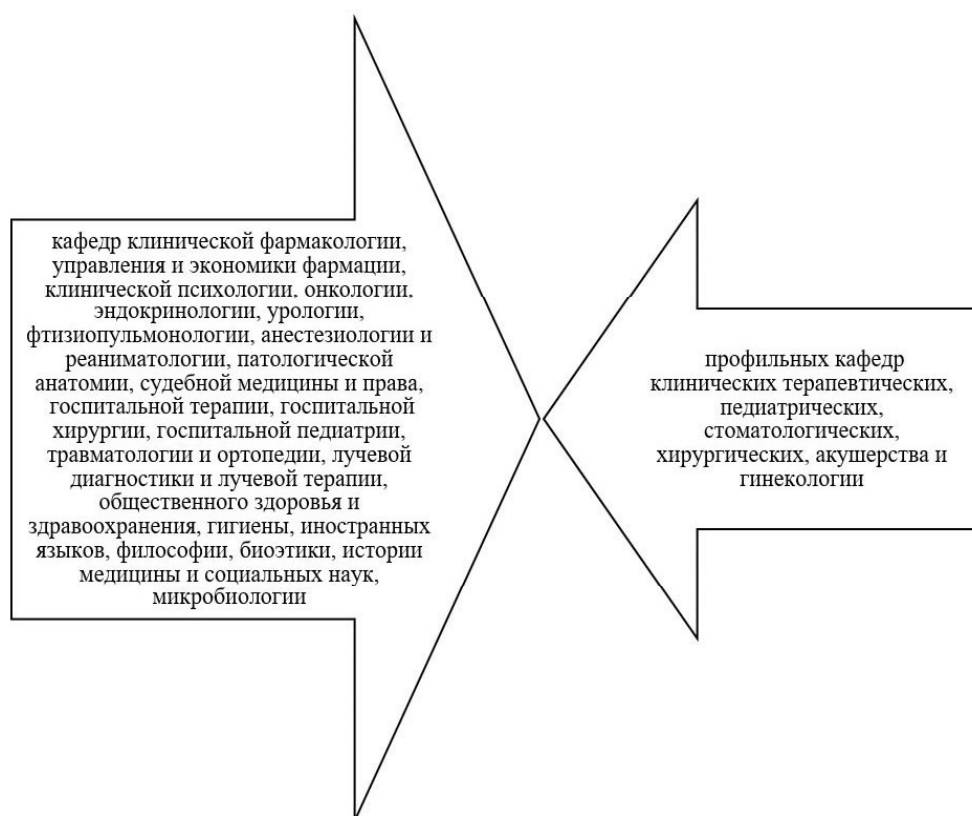 кафедр клинической фармакологии,
управления и экономики фармации,
клинической психологии, онкологии,
эндокринологии, урологии,
фтизиопульмонологии, анестезиологии и
реаниматологии, патологической
анатомии, судебной медицины и права,
госпитальной терапии, госпитальной
хирургии, госпитальной педиатрии,
травматологии и ортопедии, лучевой
диагностики и лучевой терапии,
общественного здоровья и
здравоохранения, гигиены, иностранных
языков, философии, биоэтики, истории
медицины и социальных наук,
микробиологии
профильных кафедр
клинических терапевтических,
педиатрических,
стоматологических,
хирургических, акушерства и
гинекологии